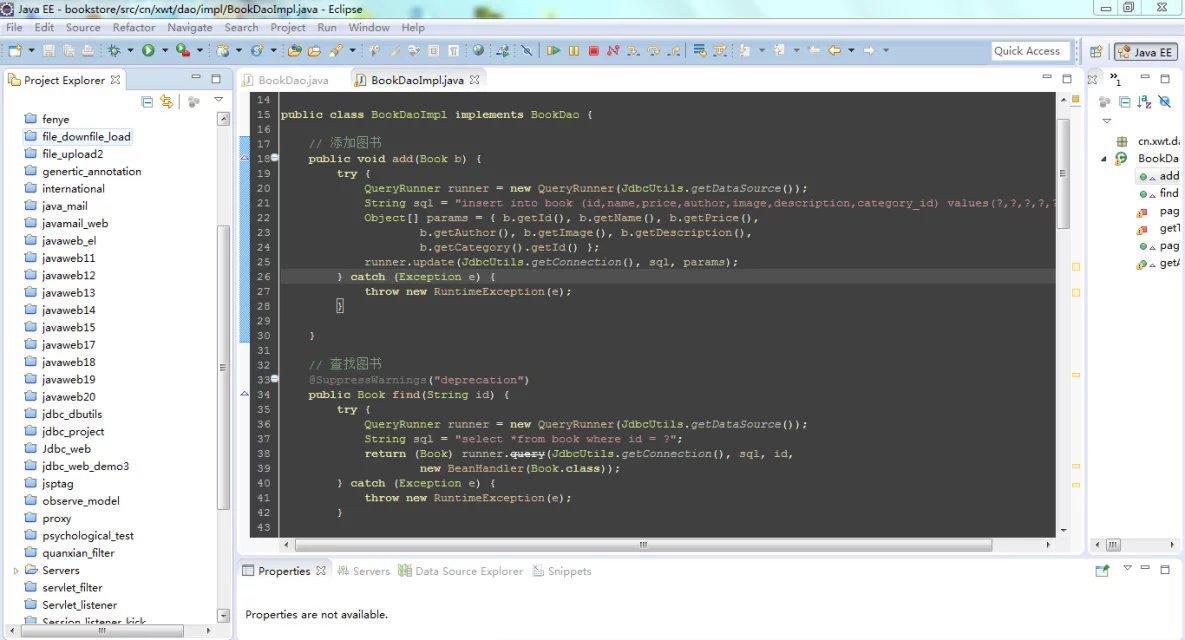 Java EE - bookstore/src/cn/xwt/dao/impl/BookDaoImpl.java - Eclipse
File Edit Source Refactor Navigate Search Project Run Window Help
Quick Access
Java EE
Project Explorer
BookDao.java
BookDaoImpl.java
fenye
file_downfile_load
file_upload2
genertic_annotation
international
java_mail
javamail_web
javaweb_el
javaweb11
javaweb12
javaweb13
javaweb14
javaweb15
javaweb17
javaweb18
javaweb19
javaweb20
jdbc_dbutils
jdbc_project
Jdbc_web
jdbc_web_demo3
jsptag
observe_model
proxy
psychological_test
quanxian_filter
Servers
servlet_filter
Servlet_listener
Session_listener_kick
14
15 public class BookDaoImpl implements BookDao {
16
17 // 添加图书
18 public void add(Book b) {
19 try {
20 QueryRunner runner = new QueryRunner(JdbcUtils.getDataSource());
21 String sql = "insert into book (id,name,price,author,image,description,category_id) values(?,?,?,?,?
22 Object[] params = { b.getId(), b.getName(), b.getPrice(),
23 b.getAuthor(), b.getImage(), b.getDescription(),
24 b.getCategory().getId() };
25 runner.update(JdbcUtils.getConnection(), sql, params);
26 } catch (Exception e) {
27 throw new RuntimeException(e);
28 }
29
30 }
31
32 // 查找图书
33 @SuppressWarnings("deprecation")
34 public Book find(String id) {
35 try {
36 QueryRunner runner = new QueryRunner(JdbcUtils.getDataSource());
37 String sql = "select *from book where id = ?";
38 return (Book) runner.query(JdbcUtils.getConnection(), sql, id,
39 new BeanHandler(Book.class));
40 } catch (Exception e) {
41 throw new RuntimeException(e);
42 }
43
cn.xwt.da
BookDa
add
find
pag
getT
pag
getA
Properties Servers Data Source Explorer Snippets
Properties are not available.